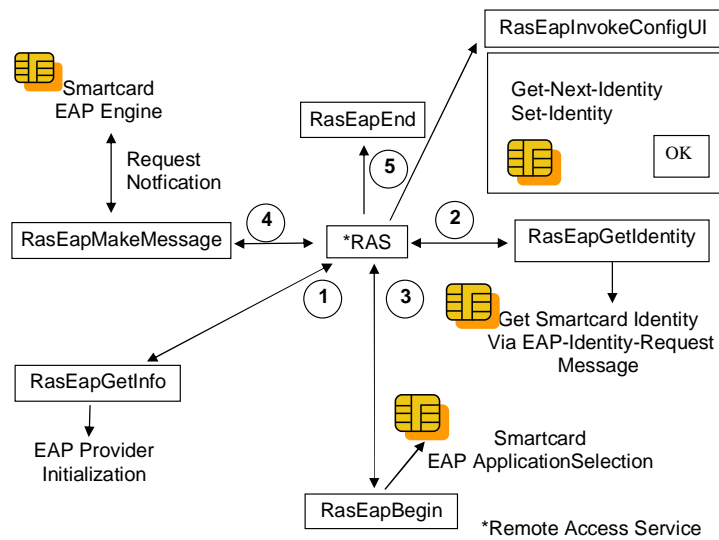 RasEapInvokeConfigUI
Get-Next-Identity
Set-Identity
OK
Smartcard
EAP Engine
RasEapEnd
5
Request
Notfication
RasEapMakeMessage
4
*RAS
2
RasEapGetIdentity
1
3
Get Smartcard Identity
Via EAP-Identity-Request
Message
RasEapGetInfo
EAP Provider
Initialization
Smartcard
EAP ApplicationSelection
RasEapBegin
*Remote Access Service